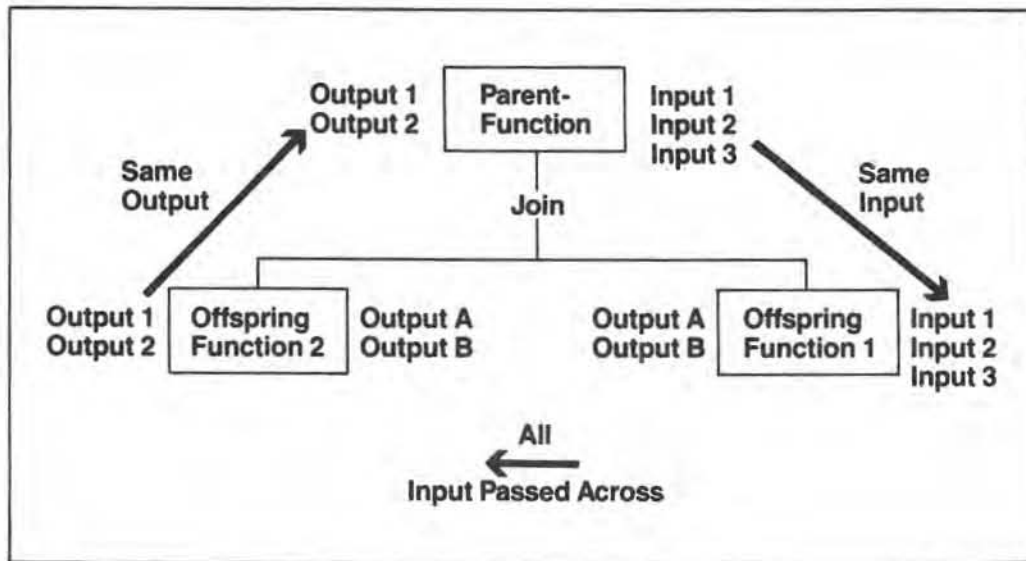 Output 1
Output 2
Parent-
Function
Input 1
Input 2
Input 3
Same
Output
Same
Input
Join
Output 1
Output 2
Offspring
Function 2
Output A
Output B
Output A
Output B
Offspring
Function 1
Input 1
Input 2
Input 3
All
Input Passed Across